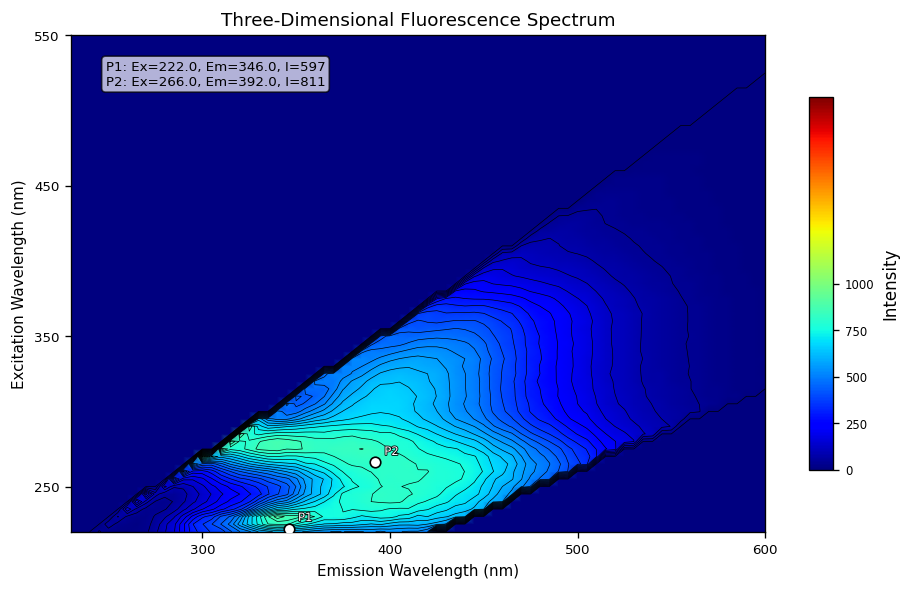 Three-Dimensional Fluorescence Spectrum
550
450
350
250
Excitation Wavelength (nm)
P1: Ex=222.0, Em=346.0, I=597
P2: Ex=266.0, Em=392.0, I=811
P2
P1
300
400
500
600
Emission Wavelength (nm)
1000
750
500
250
0
Intensity